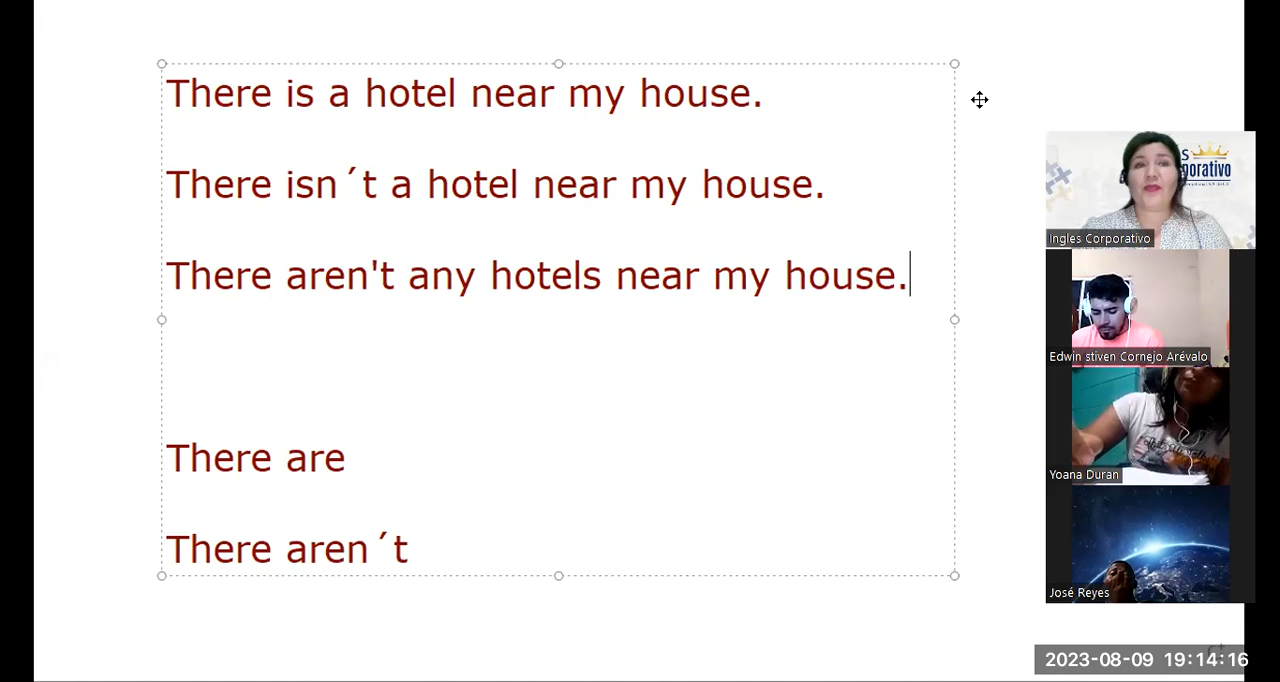 There is a hotel near my house.
There isn´t a hotel near my house.
There aren't any hotels near my house.
There are
There aren´t
Ingles Corporativo
Edwin stiven Cornejo Arévalo
Yoana Duran
José Reyes
2023-08-09 19:14:16